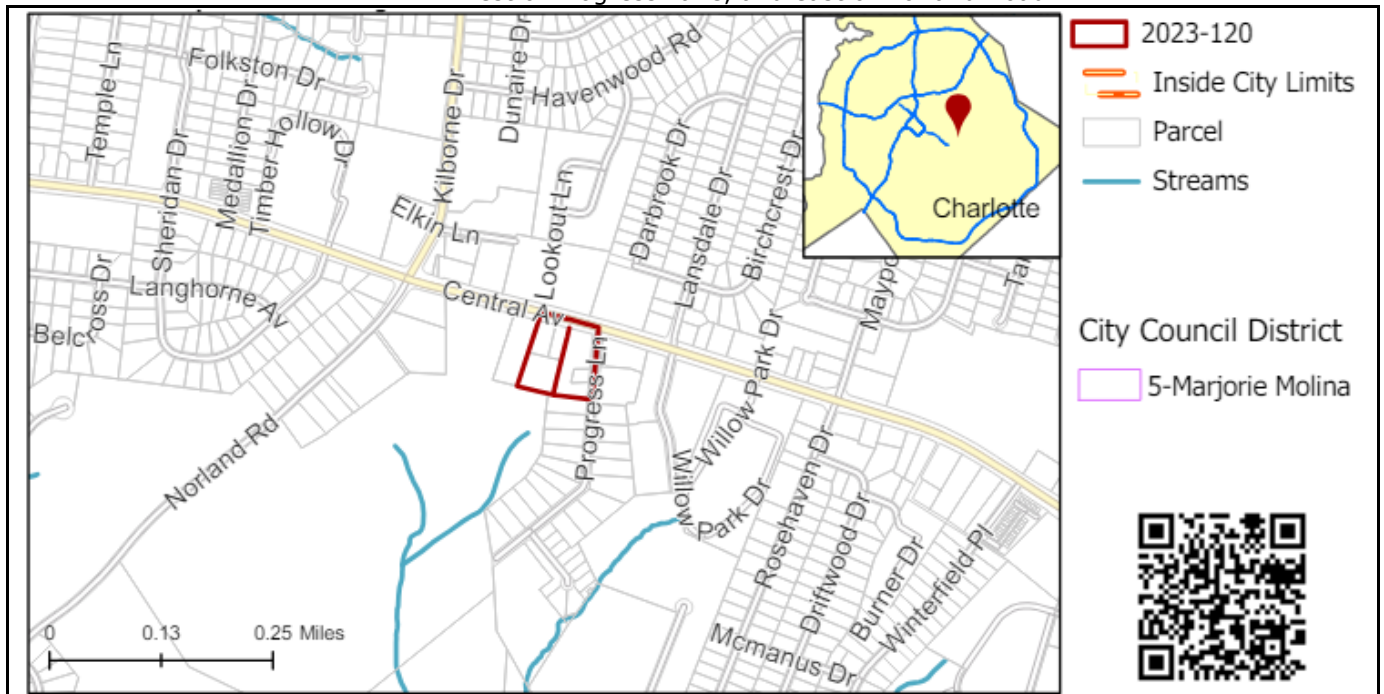 Folkston Dr
Temple Ln
Sheridan Dr
Medallion Dr
Timber Hollow Dr
Kilborne Dr
Dunaire Dr
Havenwood Rd
Elkin Ln
Lookout Ln
Darbrook Dr
Lansdale Dr
Birchcrest Dr
Langhorne Av
Belcross Dr
Central Av
Progress Ln
Norland Rd
Willow Park Dr
Willow Park Dr
Maypo
Ta
Rosehaven Dr
Driftwood Dr
Burner Dr
Winterfield Pl
Mcmanus Dr
0 0.13 0.25 Miles
Charlotte
2023-120
Inside City Limits
Parcel
Streams
City Council District
5-Marjorie Molina